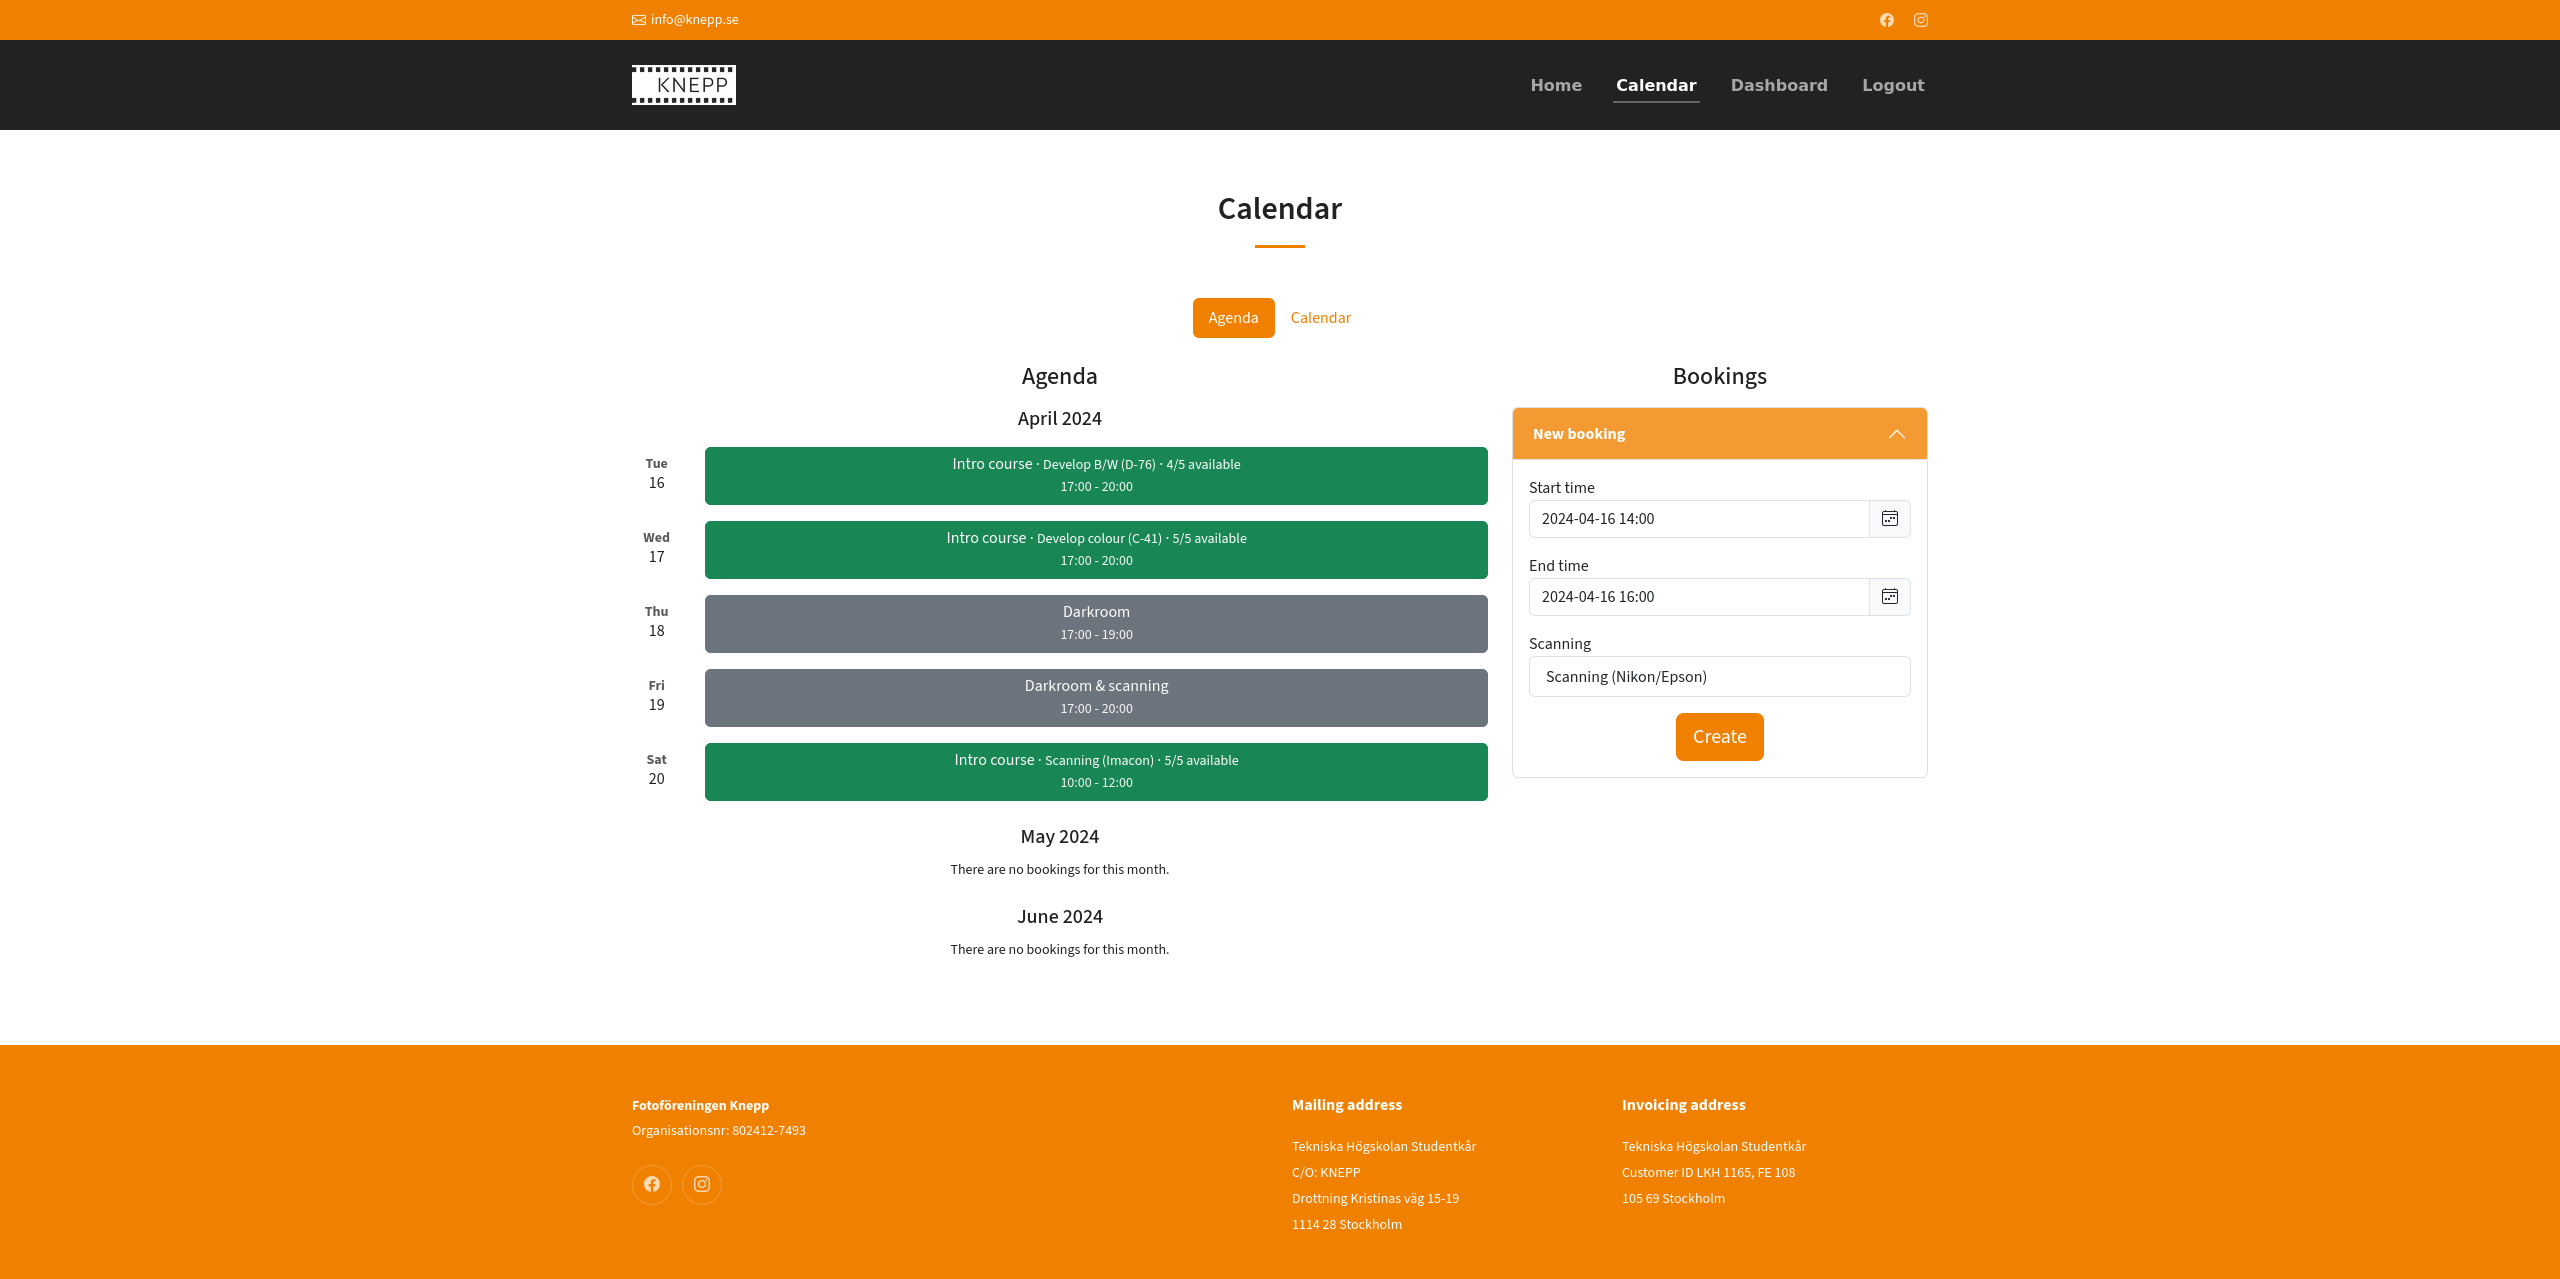 info@knepp.se
KNEPP
Home Calendar Dashboard Logout
Calendar
Agenda Calendar
Agenda
April 2024
Tue
16
Intro course · Develop B/W (D-76) · 4/5 available
17:00 - 20:00
Wed
17
Intro course · Develop colour (C-41) · 5/5 available
17:00 - 20:00
Thu
18
Darkroom
17:00 - 19:00
Fri
19
Darkroom & scanning
17:00 - 20:00
Sat
20
Intro course · Scanning (Imacon) · 5/5 available
10:00 - 12:00
May 2024
There are no bookings for this month.
June 2024
There are no bookings for this month.
Bookings
New booking
Start time
2024-04-16 14:00
End time
2024-04-16 16:00
Scanning
Scanning (Nikon/Epson)
Create
Fotoföreningen Knepp
Organisationsnr: 802412-7493
Mailing address
Tekniska Högskolan Studentkår
C/O: KNEPP
Drottning Kristinas väg 15-19
1114 28 Stockholm
Invoicing address
Tekniska Högskolan Studentkår
Customer ID LKH 1165, FE 108
105 69 Stockholm